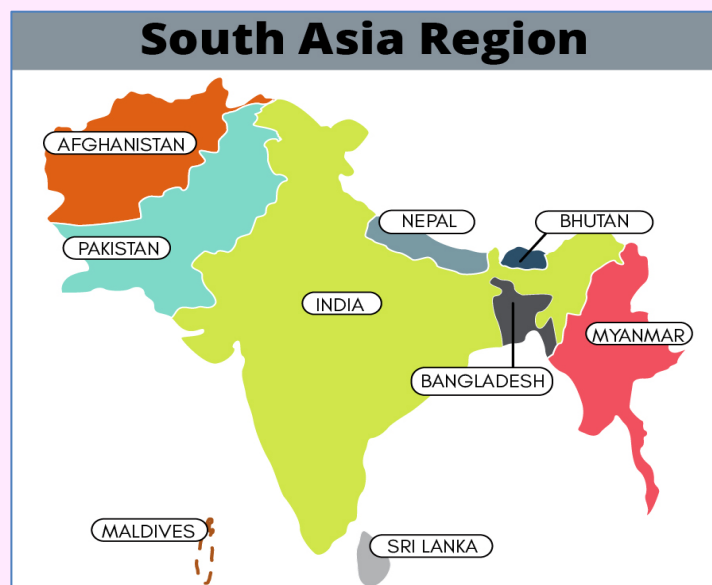 South Asia Region
AFGHANISTAN
NEPAL
BHUTAN
PAKISTAN
INDIA
MYANMAR
BANGLADESH
MALDIVES
SRI LANKA